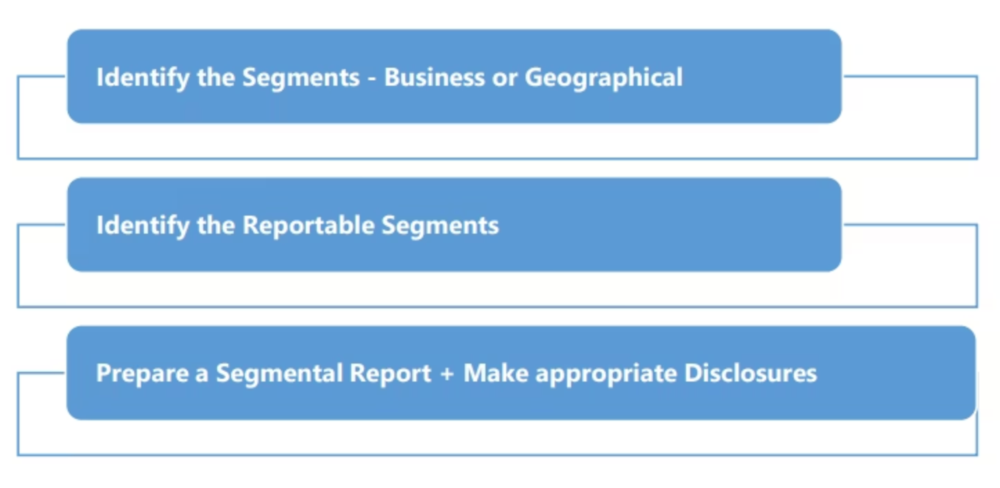 Identify the Segments - Business or Geographical
Identify the Reportable Segments
Prepare a Segmental Report + Make appropriate Disclosures